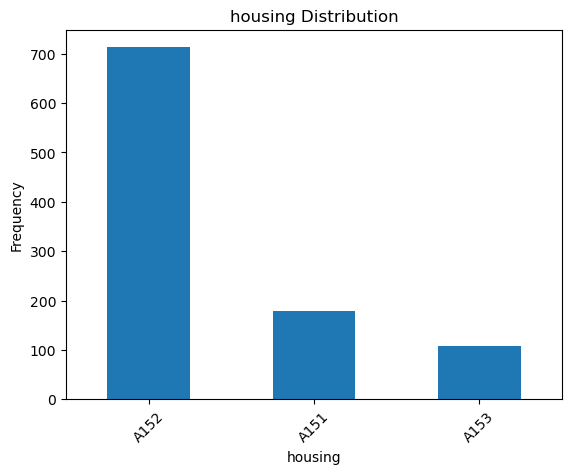 housing Distribution
Frequency
700
600
500
400
300
200
100
0
A152
A151
A153
housing